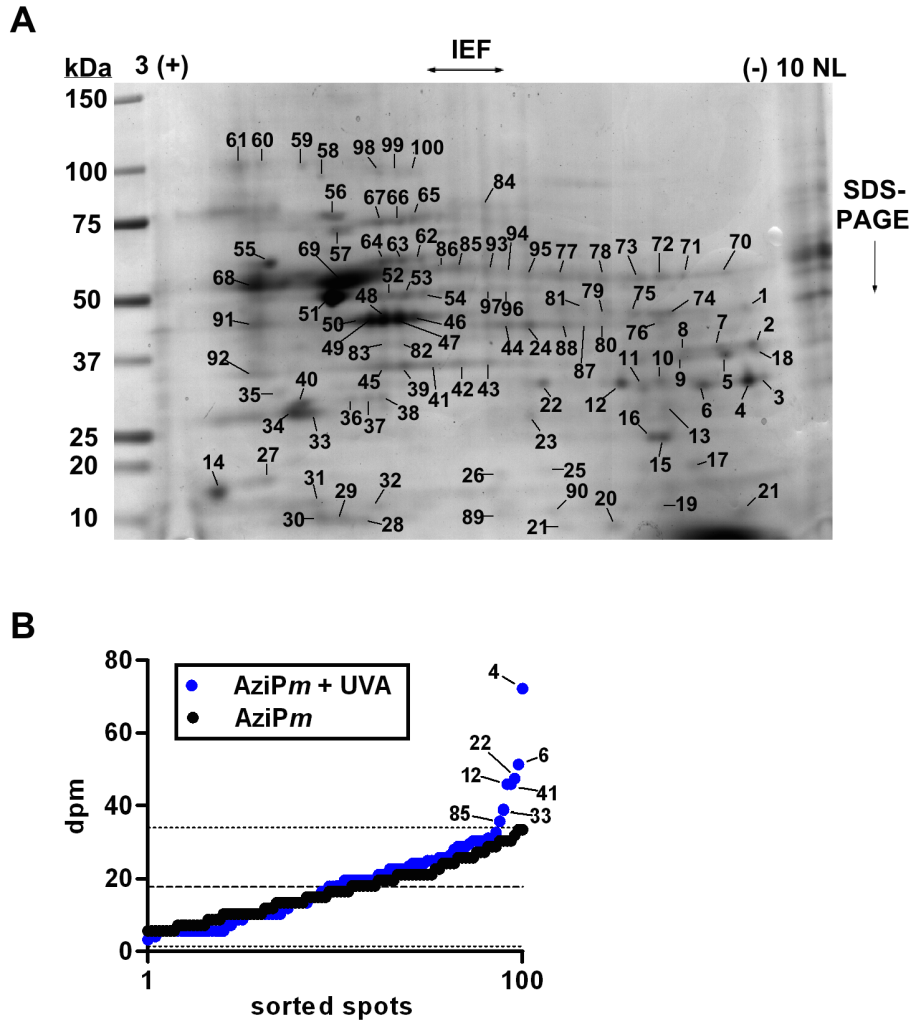 A
IEF
kDa 3 (+) (-) 10 NL
150
61 60 59 58 98 99 100
100
84
56 67 66 65
SDS-
PAGE
75
94
55 69 57 64 63 62 86 85 93 95 77 78 73 72 71 70
68 52 53
48 54 97 96 81 79 75 74 1
50
51
91 50 46 76 8 7 2
49 83 82 47 44 24 88 87 80 11 10 18
37
92
40 45 39 41 42 43 9 5
35 22 12 6 4 3
36 37 38
34 33 23 16 13
25
15
20
14 27 26 25 17
31 32 90
29 20 19 21
10
30 28 89 21
B
80
4
AziPm + UVA
AziPm
60
22 6
12 41
40
85 33
dpm
20
0
1 100
sorted spots